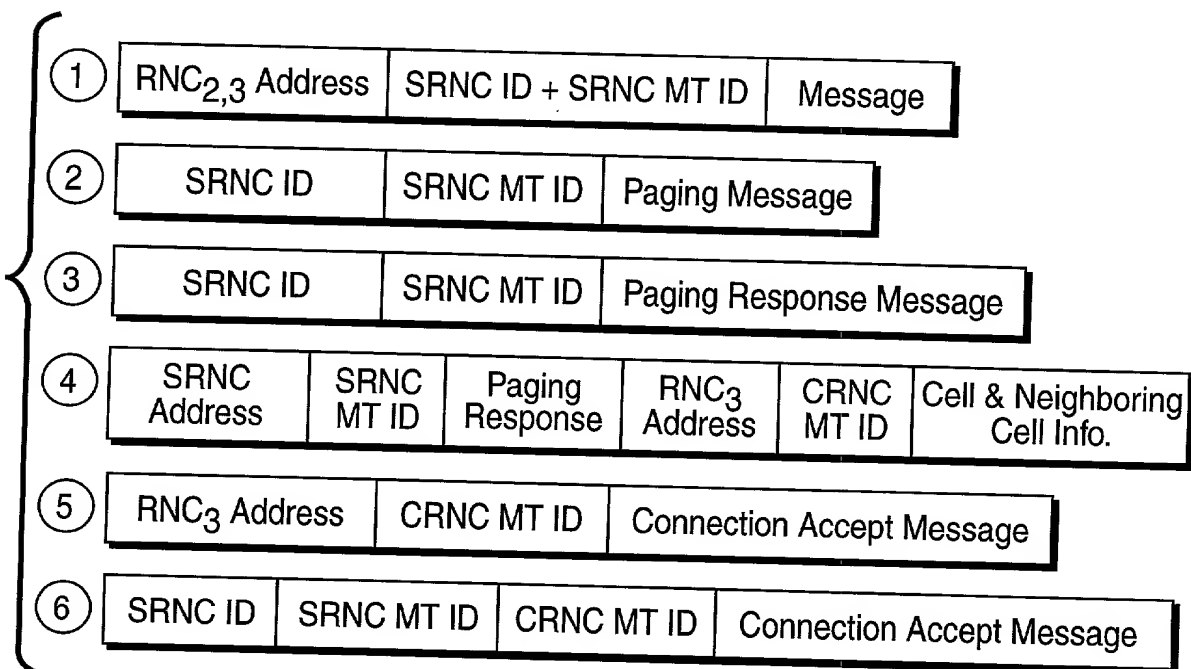 1 RNC2,3 Address SRNC ID + SRNC MT ID Message
2 SRNC ID SRNC MT ID Paging Message
3 SRNC ID SRNC MT ID Paging Response Message
4 SRNC Address SRNC MT ID Paging Response RNC3 Address CRNC MT ID Cell & Neighboring Cell Info.
5 RNC3 Address CRNC MT ID Connection Accept Message
6 SRNC ID SRNC MT ID CRNC MT ID Connection Accept Message